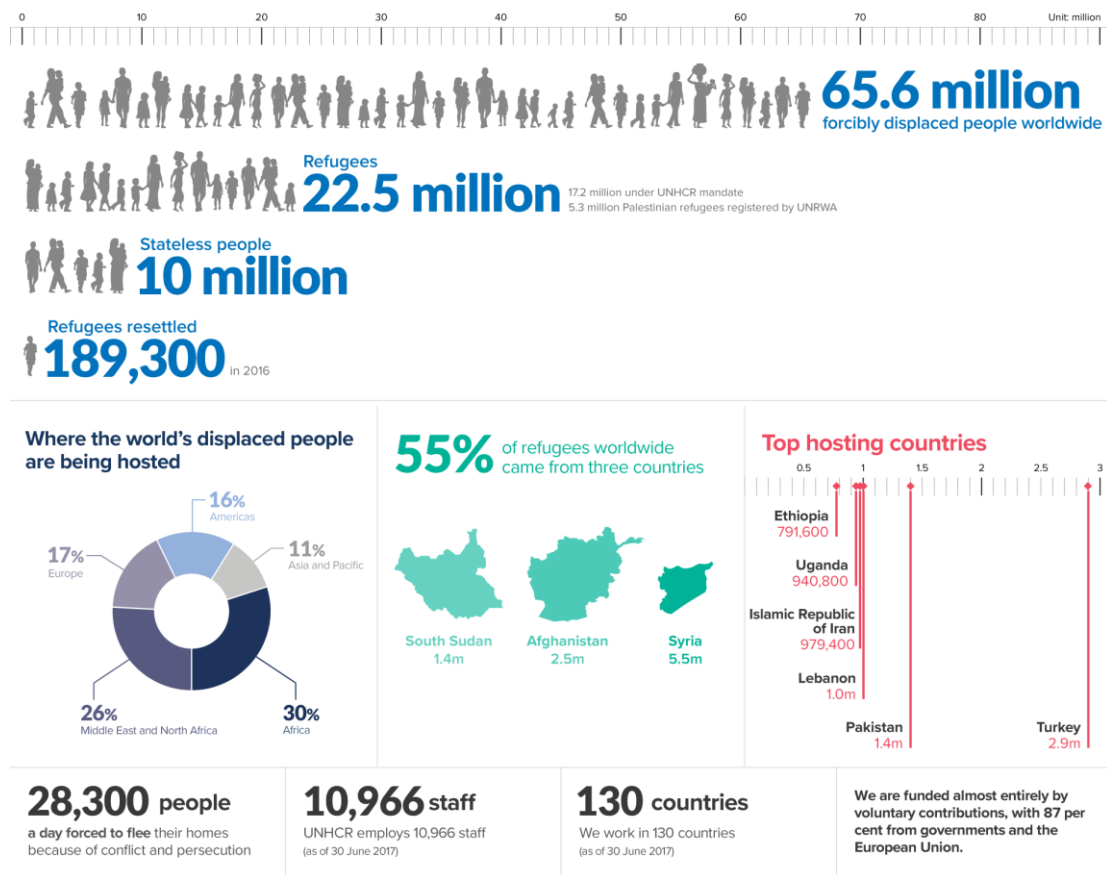 0 10 20 30 40 50 60 70 80 Unit: million
65.6 million
forcibly displaced people worldwide
Refugees
22.5 million
17.2 million under UNHCR mandate
5.3 million Palestinian refugees registered by UNRWA
Stateless people
10 million
Refugees resettled
189,300 in 2016
Where the world's displaced people
are being hosted
16%
Americas
11%
Asia and Pacific
17%
Europe
26%
Middle East and North Africa
30%
Africa
55% of refugees worldwide
came from three countries
South Sudan
1.4m
Afghanistan
2.5m
Syria
5.5m
Top hosting countries
0.5 1 1.5 2 2.5 3
Ethiopia
791,600
Uganda
940,800
Islamic Republic
of Iran
979,400
Lebanon
1.0m
Pakistan
1.4m
Turkey
2.9m
28,300 people
a day forced to flee their homes
because of conflict and persecution
10,966 staff
UNHCR employs 10,966 staff
(as of 30 June 2017)
130 countries
We work in 130 countries
(as of 30 June 2017)
We are funded almost entirely by
voluntary contributions, with 87 per
cent from governments and the
European Union.